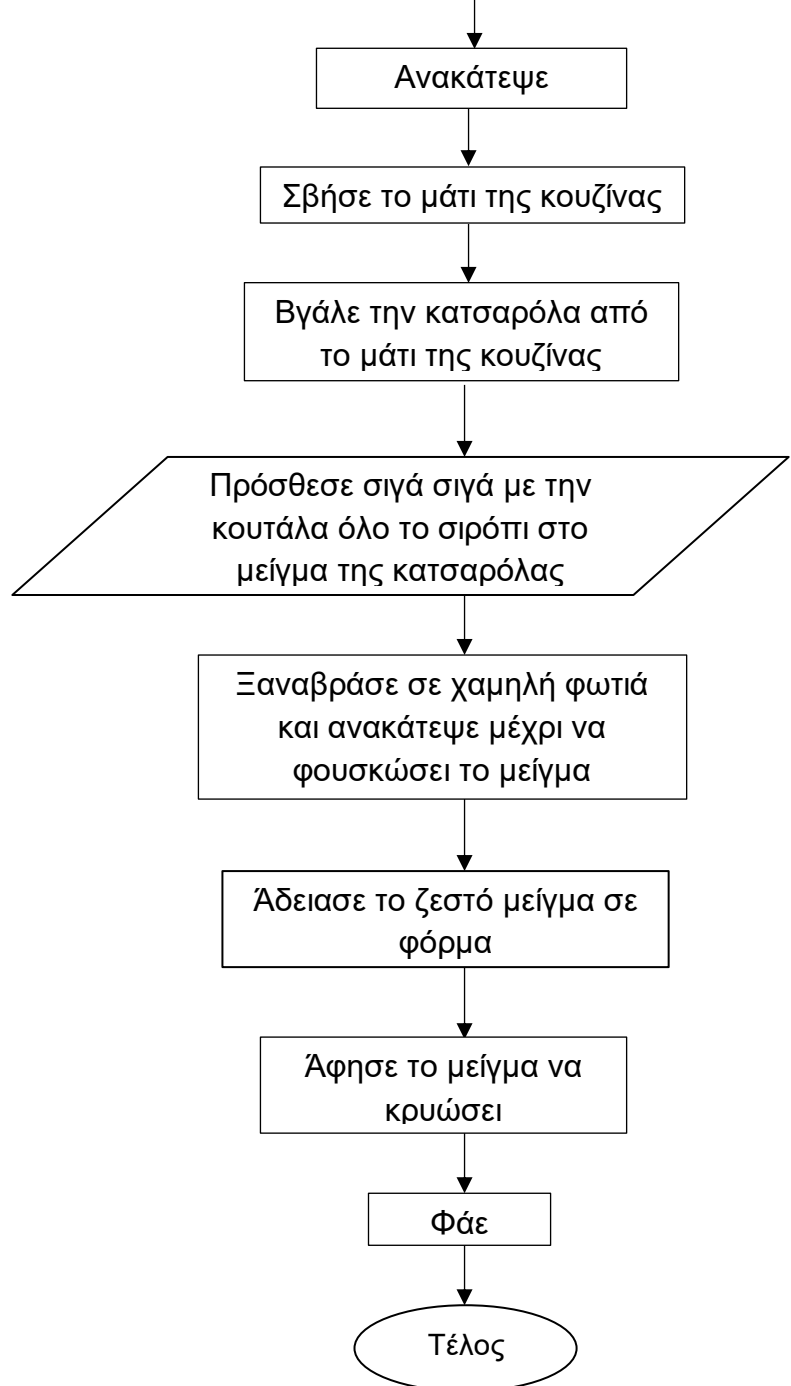 Ανακάτεψε
Σβήσε το μάτι της κουζίνας
Βγάλε την κατσαρόλα από
το μάτι της κουζίνας
Πρόσθεσε σιγά σιγά με την
κουτάλα όλο το σιρόπι στο
μείγμα της κατσαρόλας
Ξαναβράσε σε χαμηλή φωτιά
και ανακάτεψε μέχρι να
φουσκώσει το μείγμα
Άδειασε το ζεστό μείγμα σε
φόρμα
Άφησε το μείγμα να
κρυώσει
Φάε
Τέλος